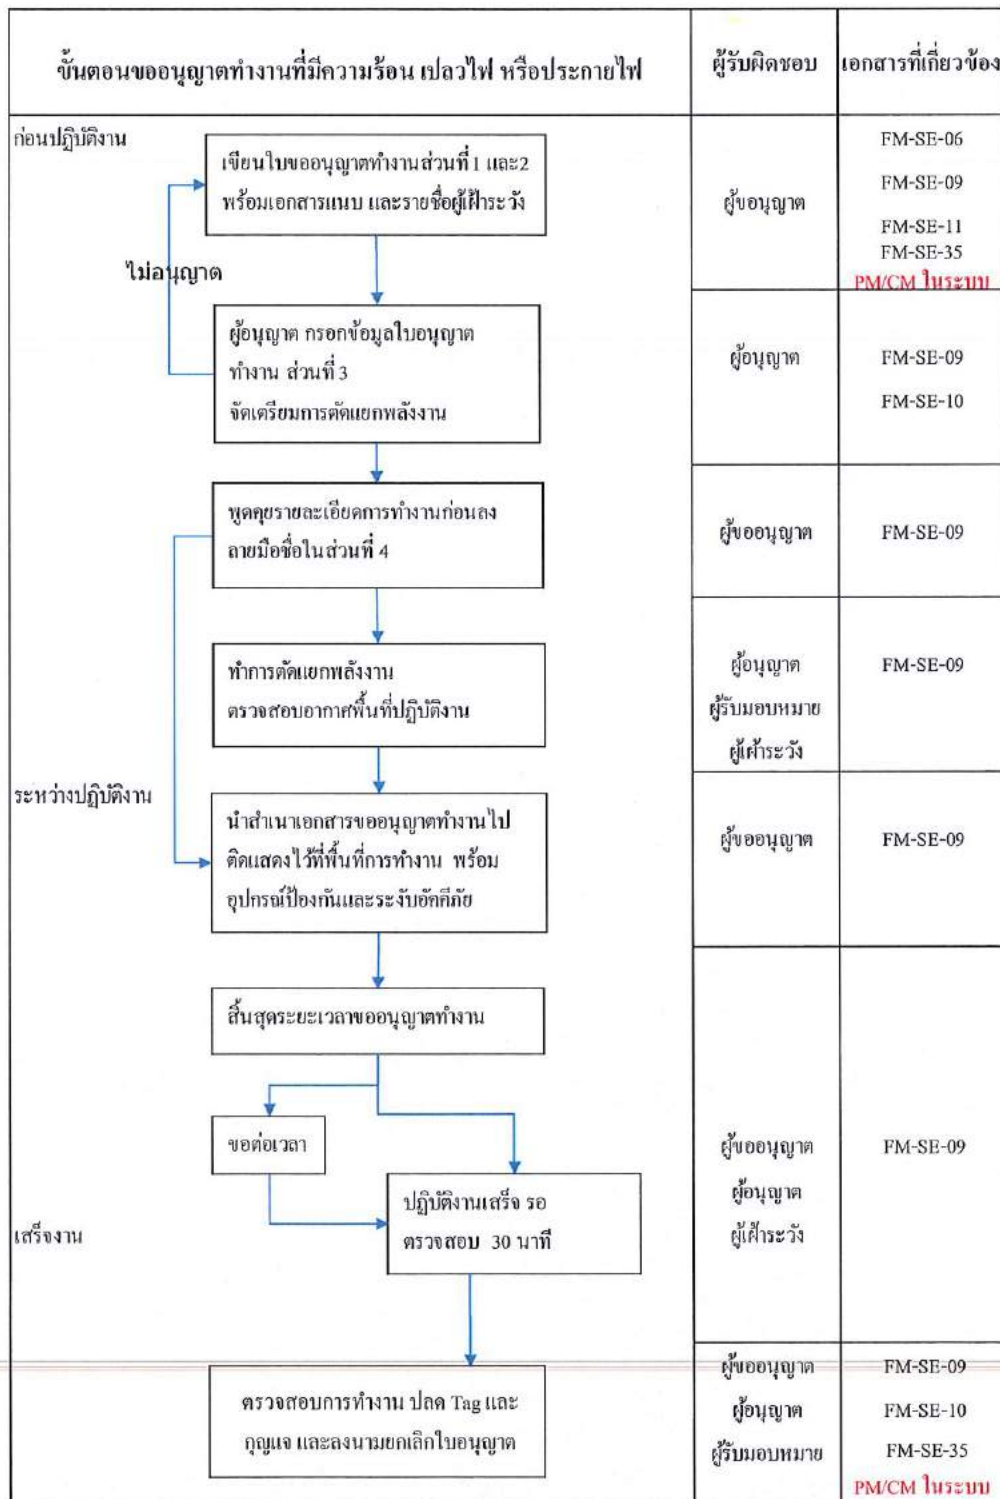 ขั้นตอนขออนุญาตทำงานที่มีความร้อน เปลวไฟ หรือประกายไฟ
ผู้รับผิดชอบ
เอกสารที่เกี่ยวข้อง
ก่อนปฏิบัติงาน
เขียนใบขออนุญาตทำงานส่วนที่ 1 และ2
พร้อมเอกสารแนบ และรายชื่อผู้เฝ้าระวัง
ผู้ขอนุญาต
FM-SE-06
FM-SE-09
FM-SE-11
FM-SE-35
PM/CM ในระบบ
ไม่อนุญาต
ผู้อนุญาต กรอกข้อมูลใบอนุญาต
ทำงาน ส่วนที่ 3
จัดเตรียมการตัดแยกพลังงาน
ผู้อนุญาต
FM-SE-09
FM-SE-10
พูดคุยรายละเอียดการทำงานก่อนลง
ลายมือชื่อในส่วนที่ 4
ผู้ขออนุญาต
FM-SE-09
ทำการตัดแยกพลังงาน
ตรวจสอบอากาศพื้นที่ปฏิบัติงาน
ผู้อนุญาต
ผู้รับมอบหมาย
ผู้เฝ้าระวัง
FM-SE-09
ระหว่างปฏิบัติงาน
นำสำเนาเอกสารขออนุญาตทำงานไป
ติดแสดงไว้ที่พื้นที่การทำงาน พร้อม
อุปกรณ์ป้องกันและระงับอัคคีภัย
ผู้ขออนุญาต
FM-SE-09
สิ้นสุดระยะเวลาขออนุญาตทำงาน
ขอต่อเวลา
ปฏิบัติงานเสร็จ รอ
ตรวจสอบ 30 นาที
ผู้ขออนุญาต
ผู้อนุญาต
ผู้เฝ้าระวัง
FM-SE-09
เสร็จงาน
ตรวจสอบการทำงาน ปลด Tag และ
กุญแจ และลงนามยกเลิกใบอนุญาต
ผู้ขออนุญาต
ผู้อนุญาต
ผู้รับมอบหมาย
FM-SE-09
FM-SE-10
FM-SE-35
PM/CM ในระบบ